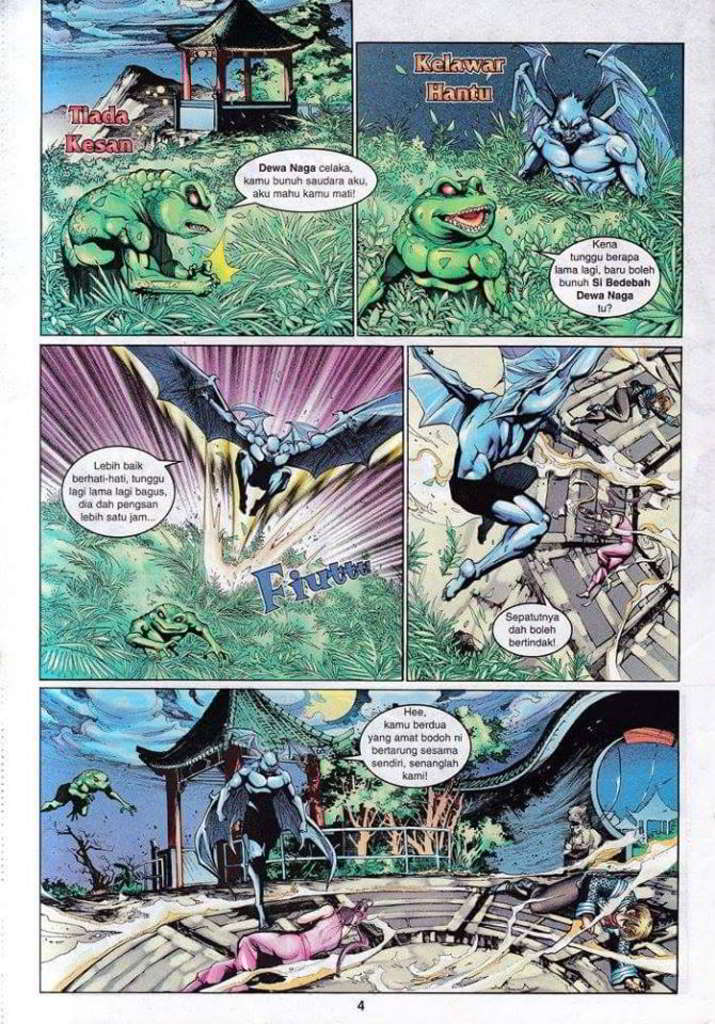 Tiada
Kesan
Dewa Naga celaka,
kamu bunuh saudara aku,
aku mahu kamu mati!
Kelawar
Hantu
Kena
tunggu berapa
lama lagi, baru boleh
bunuh Si Bedebah
Dewa Naga
tu?
Lebih baik
berhati-hati, tunggu
lagi lama lagi bagus,
dia dah pengsan
lebih satu jam...
Fiuttu
Sepatutnya
dah boleh
bertindak!
Hee,
kamu berdua
yang amat bodoh ni
bertarung sesama
sendiri, senanglah
kami!
4